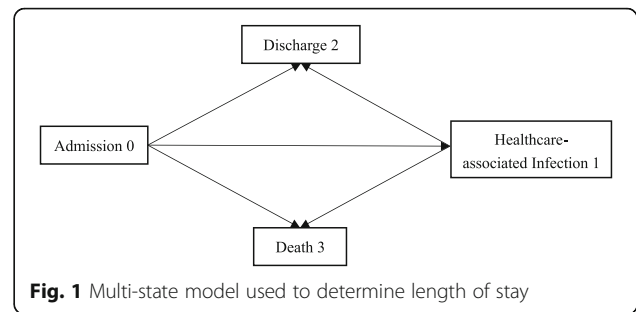 Discharge 2
Admission 0
Healthcare-
associated Infection 1
Death 3
Fig. 1 Multi-state model used to determine length of stay